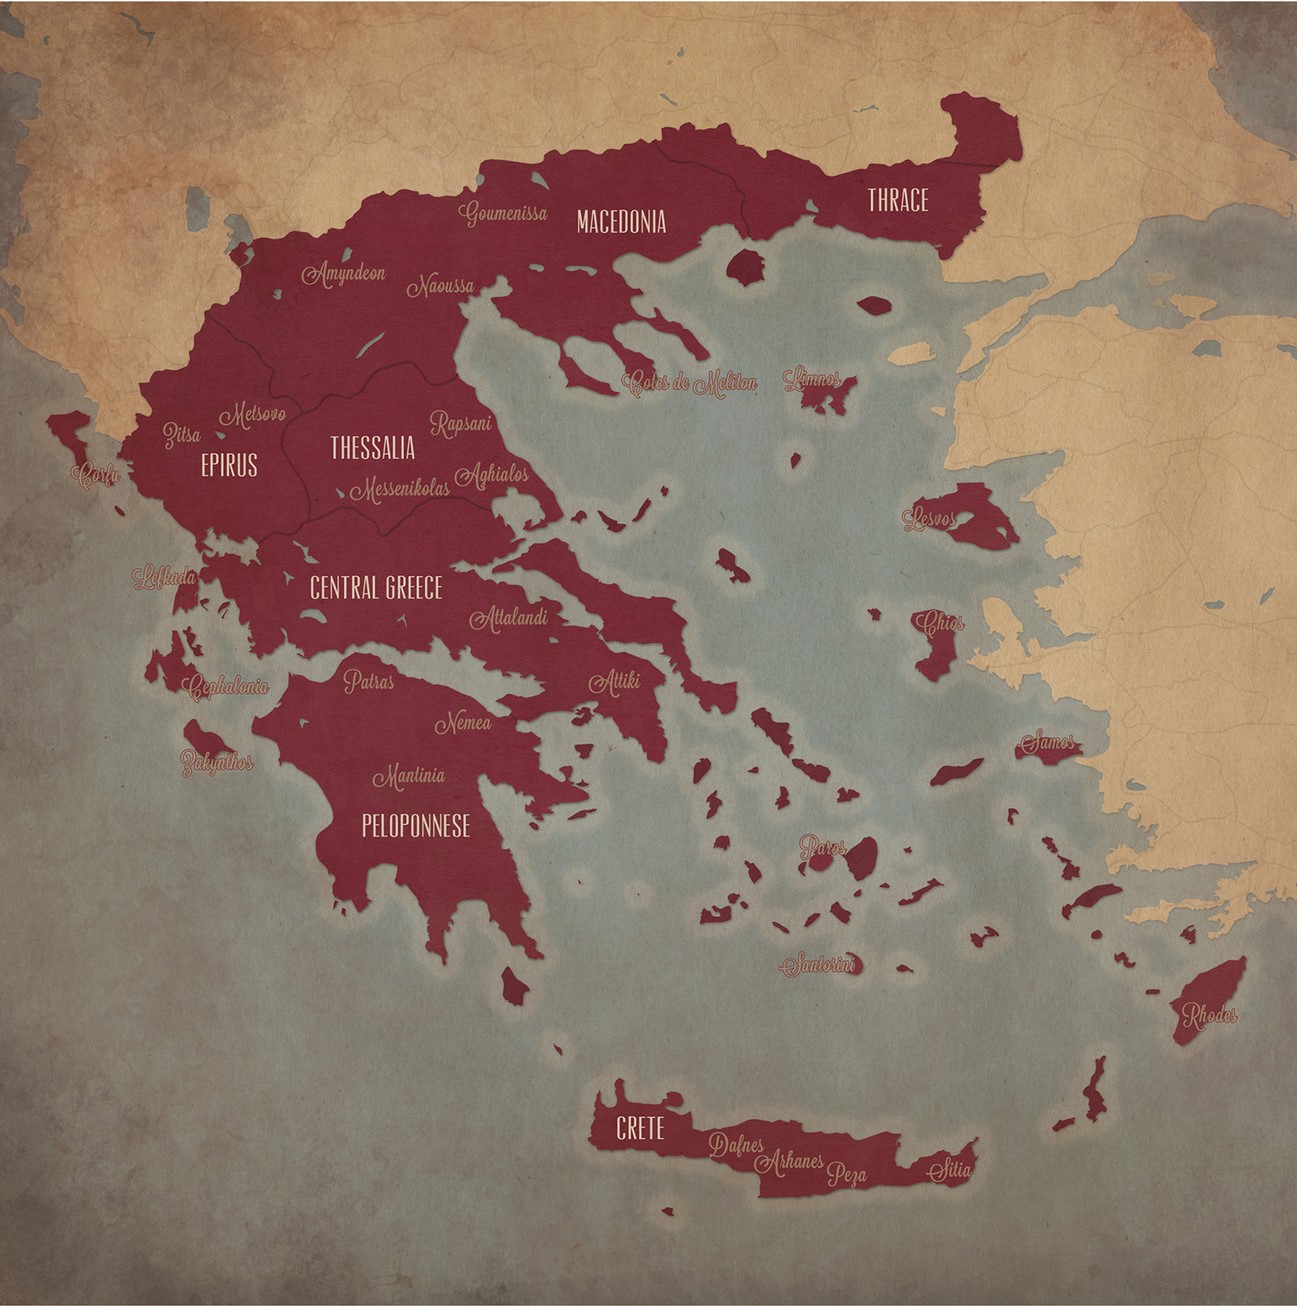 THRACE
Goumenissa
MACEDONIA
Amyndeon
Naoussa
Cotes de Meliton
Limnos
Metsovo
Rapsani
Zitsa
THESSALIA
EPIRUS
Corfu
Aghialos
Messenikolas
Lesvos
Lefkada
CENTRAL GREECE
Attalandi
Chios
Cephalonia
Patras
Attiki
Nemea
Samos
Zakynthos
Mantinia
PELOPONNESE
Paros
Santorini
Rhodes
CRETE
Dafnes
Arhanes
Peza
Sitia